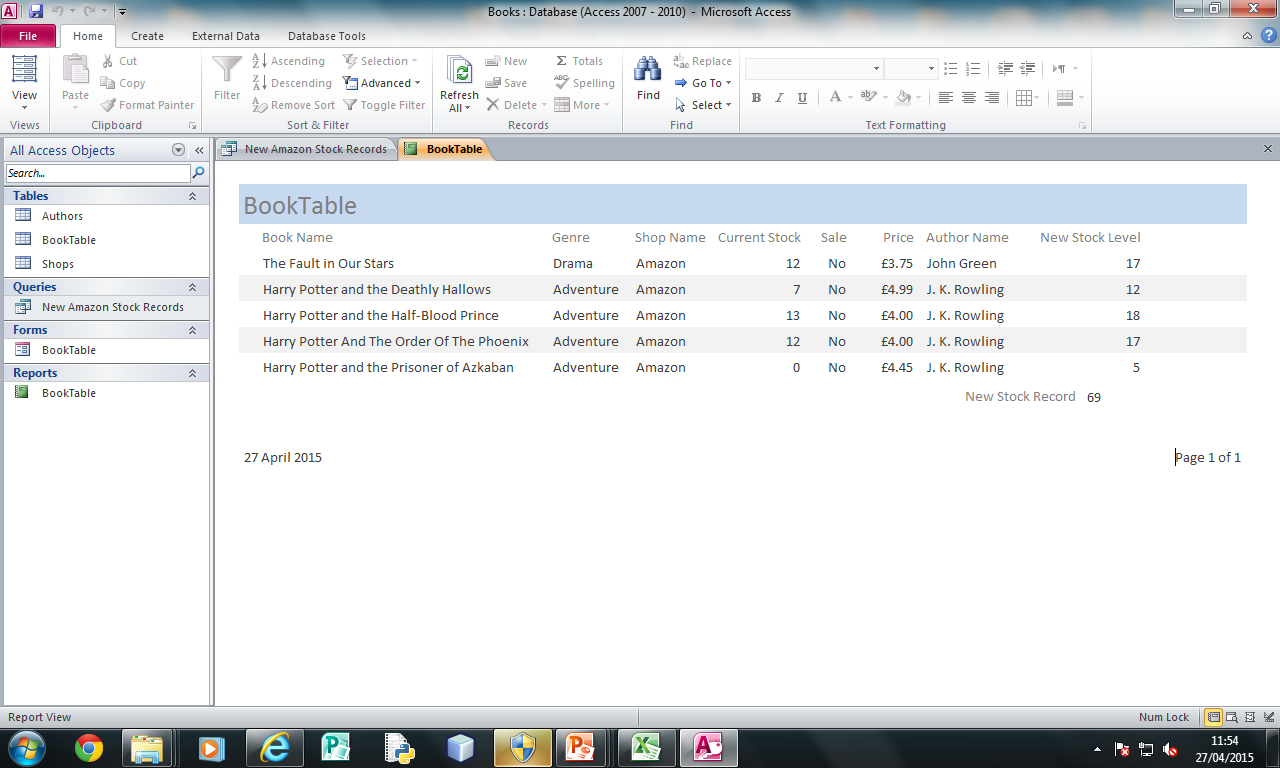 Books : Database (Access 2007 - 2010) - Microsoft Access
File Home Create External Data Database Tools
View
Views
Paste
Cut
Copy
Format Painter
Clipboard
Filter
Ascending
Descending
Remove Sort
Selection
Advanced
Toggle Filter
Sort & Filter
Refresh All
New
Save
Delete
Totals
Spelling
More
Records
Find
Replace
Go To
Select
Find
B I U A ab
Text Formatting
All Access Objects
Search...
Tables
Authors
BookTable
Shops
Queries
New Amazon Stock Records
Forms
BookTable
Reports
BookTable
New Amazon Stock Records BookTable
BookTable
Book Name Genre Shop Name Current Stock Sale Price Author Name New Stock Level
The Fault in Our Stars Drama Amazon 12 No £3.75 John Green 17
Harry Potter and the Deathly Hallows Adventure Amazon 7 No £4.99 J. K. Rowling 12
Harry Potter and the Half-Blood Prince Adventure Amazon 13 No £4.00 J. K. Rowling 18
Harry Potter And The Order Of The Phoenix Adventure Amazon 12 No £4.00 J. K. Rowling 17
Harry Potter and the Prisoner of Azkaban Adventure Amazon 0 No £4.45 J. K. Rowling 5
New Stock Record 69
27 April 2015 Page 1 of 1
Report View Num Lock
11:54
27/04/2015